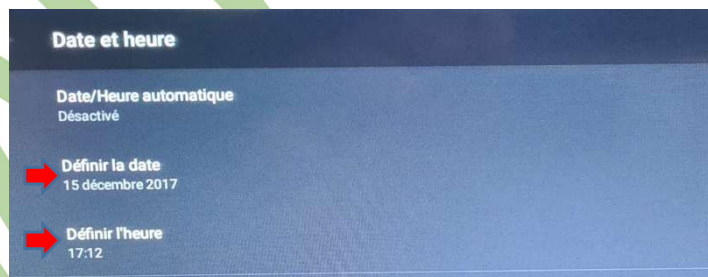 Date et heure
Date/Heure automatique
Désactivé
Définir la date
15 décembre 2017
Définir l'heure
17:12